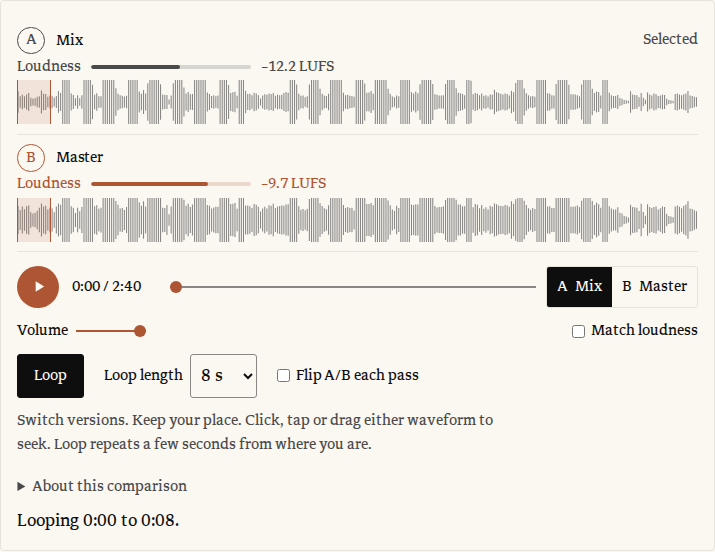 A Mix Selected
Loudness −12.2 LUFS
B Master
Loudness −9.7 LUFS
0:00 / 2:40 A Mix B Master
Volume Match loudness
Loop Loop length 8 s Flip A/B each pass
Switch versions. Keep your place. Click, tap or drag either waveform to
seek. Loop repeats a few seconds from where you are.
About this comparison
Looping 0:00 to 0:08.